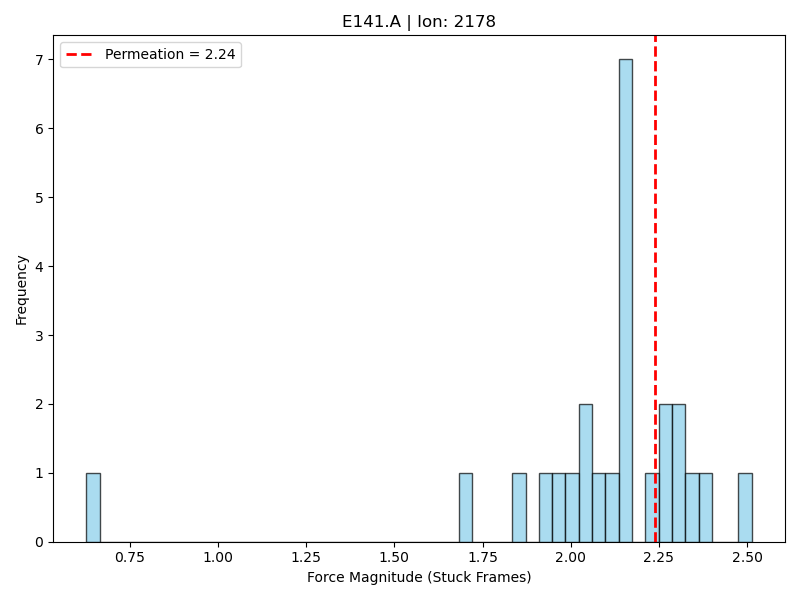 E141.A | Ion: 2178
Permeation = 2.24
7
6
5
4
3
2
1
0
Frequency
0.75 1.00 1.25 1.50 1.75 2.00 2.25 2.50
Force Magnitude (Stuck Frames)